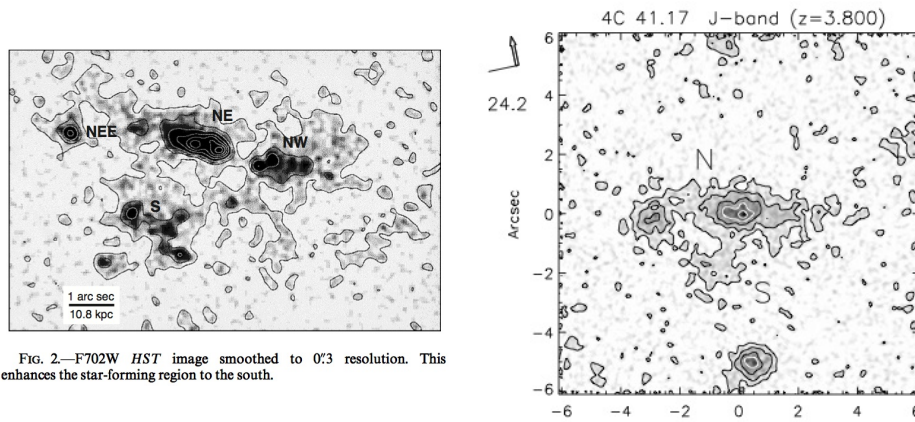 NEE
NE
NW
S
1 arc sec
10.8 kpc
FIG. 2.—F702W HST image smoothed to 0".3 resolution. This
enhances the star-forming region to the south.
4C 41.17 J-band (z=3.800)
24.2
Arcsec
6
4
2
0
−2
−4
−6
N
S
−6 −4 −2 0 2 4 6